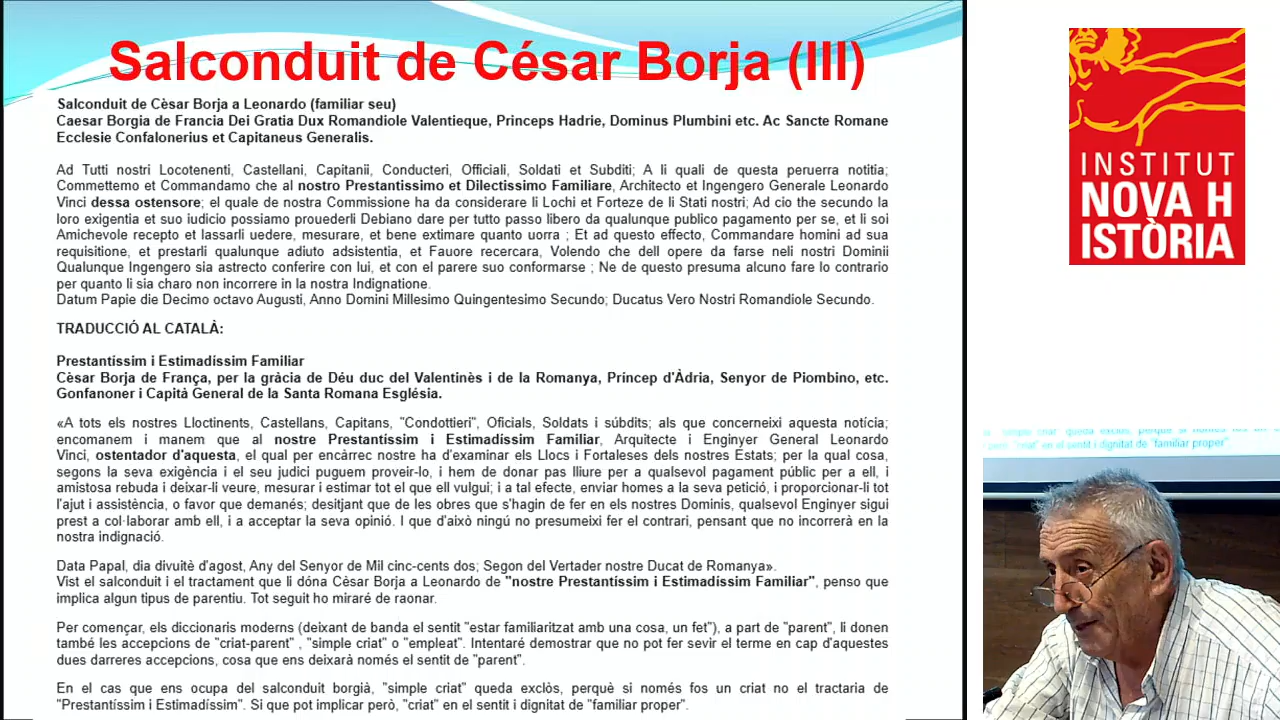 Salconduit de César Borja (III)
Salconduit de Cèsar Borja a Leonardo (familiar seu)
Caesar Borgia de Francia Dei Gratia Dux Romandiole Valentieque, Princeps Hadrie, Dominus Plumbini etc. Ac Sancte Romane
Ecclesie Confalonerius et Capitaneus Generalis.
Ad Tutti nostri Locotenenti, Castellani, Capitanii, Conducteri, Officiali, Soldati et Subditi; A li quali de questa peruerra notitia;
Commettemo et Commandamo che al nostro Prestantissimo et Dilectissimo Familiare, Architecto et Ingengero Generale Leonardo
Vinci dessa ostensore; el quale de nostra Commissione ha da considerare li Lochi et Forteze de li Stati nostri; Ad cio the secundo la
loro exigentia et suo iudicio possiamo prouederli Debiano dare per tutto passo libero da qualunque publico pagamento per se, et li soi
Amichevole recepto et lassarli uedere, mesurare, et bene extimare quanto uorra ; Et ad questo effecto, Commandare homini ad sua
requisitione, et prestarli qualunque adiuto adsistentia, et Fauore recercara, Volendo che dell opere da farse neli nostri Dominii
Qualunque Ingengero sia astrecto conferire con lui, et con el parere suo conformarse ; Ne de questo presuma alcuno fare lo contrario
per quanto li sia charo non incorrere in la nostra Indignatione.
Datum Papie die Decimo octavo Augusti, Anno Domini Millesimo Quingentesimo Secundo; Ducatus Vero Nostri Romandiole Secundo.
TRADUCCIÓ AL CATALÀ:
Prestantíssim i Estimadíssim Familiar
Cèsar Borja de França, per la gràcia de Déu duc del Valentinès i de la Romanya, Príncep d'Àdria, Senyor de Piombino, etc.
Gonfanoner i Capità General de la Santa Romana Església.
«A tots els nostres Lloctinents, Castellans, Capitans, "Condottieri", Oficials, Soldats i súbdits; als que concerneixi aquesta notícia;
encomanem i manem que al nostre Prestantíssim i Estimadíssim Familiar, Arquitecte i Enginyer General Leonardo
Vinci, ostentador d'aquesta, el qual per encàrrec nostre ha d'examinar els Llocs i Fortaleses dels nostres Estats; per la qual cosa,
segons la seva exigència i el seu judici puguem proveir-lo, i hem de donar pas lliure per a qualsevol pagament públic per a ell, i
amistosa rebuda i deixar-li veure, mesurar i estimar tot el que ell vulgui; i a tal efecte, enviar homes a la seva petició, i proporcionar-li tot
l'ajut i assistència, o favor que demanés; desitjant que de les obres que s'hagin de fer en els nostres Dominis, qualsevol Enginyer sigui
prest a col·laborar amb ell, i a acceptar la seva opinió. I que d'això ningú no presumeixi fer el contrari, pensant que no incorrerà en la
nostra indignació.
Data Papal, dia divuitè d'agost, Any del Senyor de Mil cinc-cents dos; Segon del Vertader nostre Ducat de Romanya».
Vist el salconduit i el tractament que li dóna Cèsar Borja a Leonardo de "nostre Prestantíssim i Estimadíssim Familiar", penso que
implica algun tipus de parentiu. Tot seguit ho miraré de raonar.
Per començar, els diccionaris moderns (deixant de banda el sentit "estar familiaritzat amb una cosa, un fet"), a part de "parent", li donen
també les accepcions de "criat-parent" , "simple criat" o "empleat". Intentaré demostrar que no pot fer sevir el terme en cap d'aquestes
dues darreres accepcions, cosa que ens deixarà només el sentit de "parent".
En el cas que ens ocupa del salconduit borgià, "simple criat" queda exclòs, perquè si només fos un criat no el tractaria de
"Prestantíssim i Estimadíssim". Si que pot implicar però, "criat" en el sentit i dignitat de "familiar proper".
INSTITUT
NOVA H
ISTÒRIA
"criat" en el sentit i dignitat de "familiar proper".